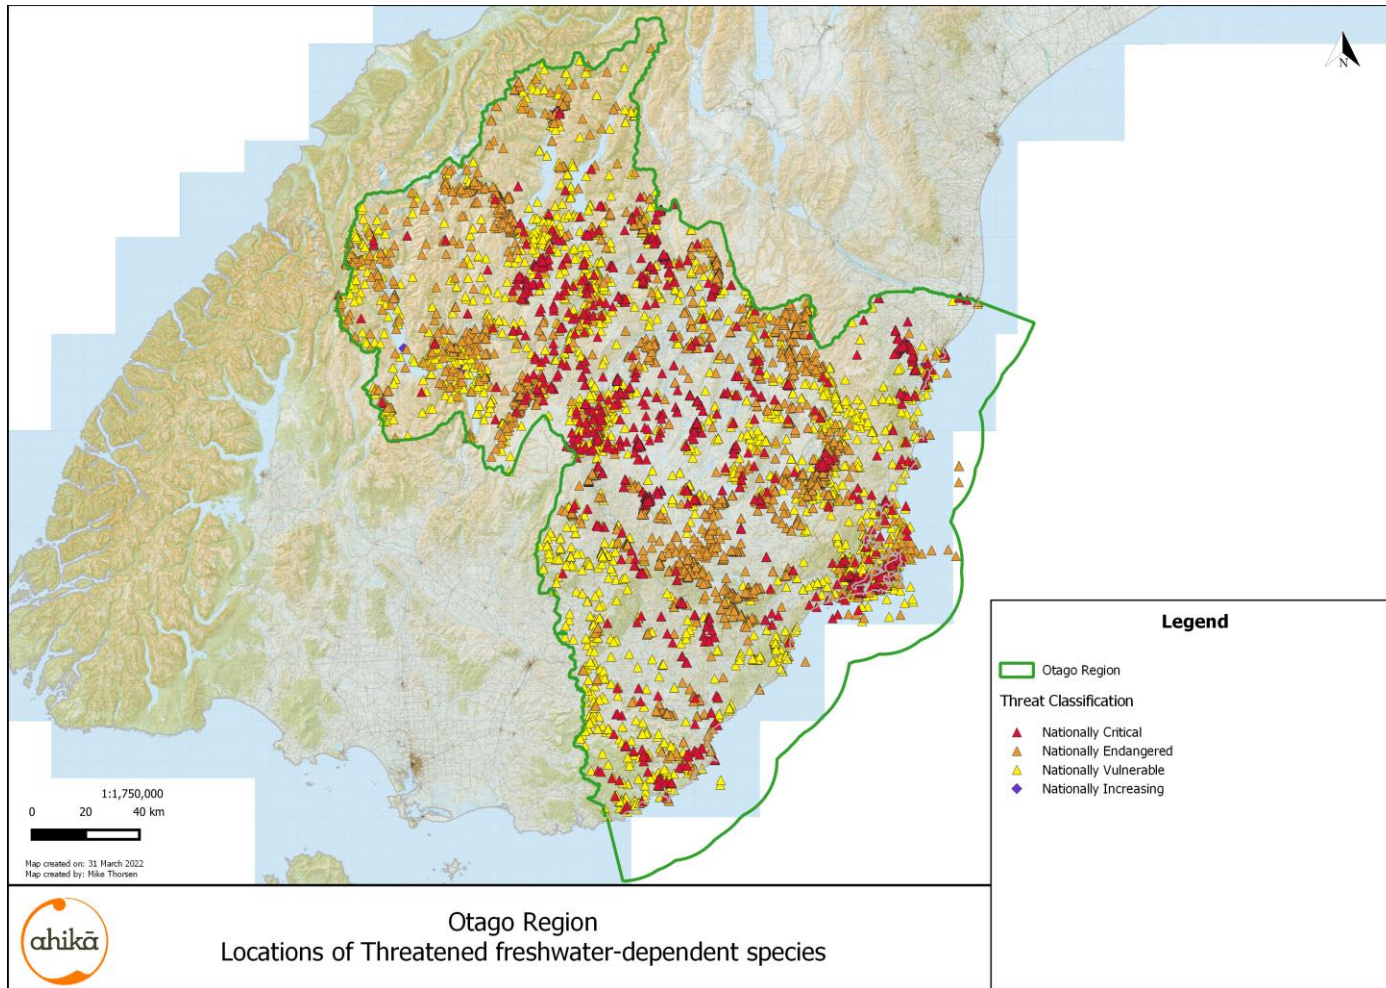 N
Legend
Otago Region
Threat Classification
Nationally Critical
Nationally Endangered
Nationally Vulnerable
Nationally Increasing
1:1,750,000
0 20 40 km
Map created on: 31 March 2022
Map created by: Mike Thorsen
ahikā
Otago Region
Locations of Threatened freshwater-dependent species